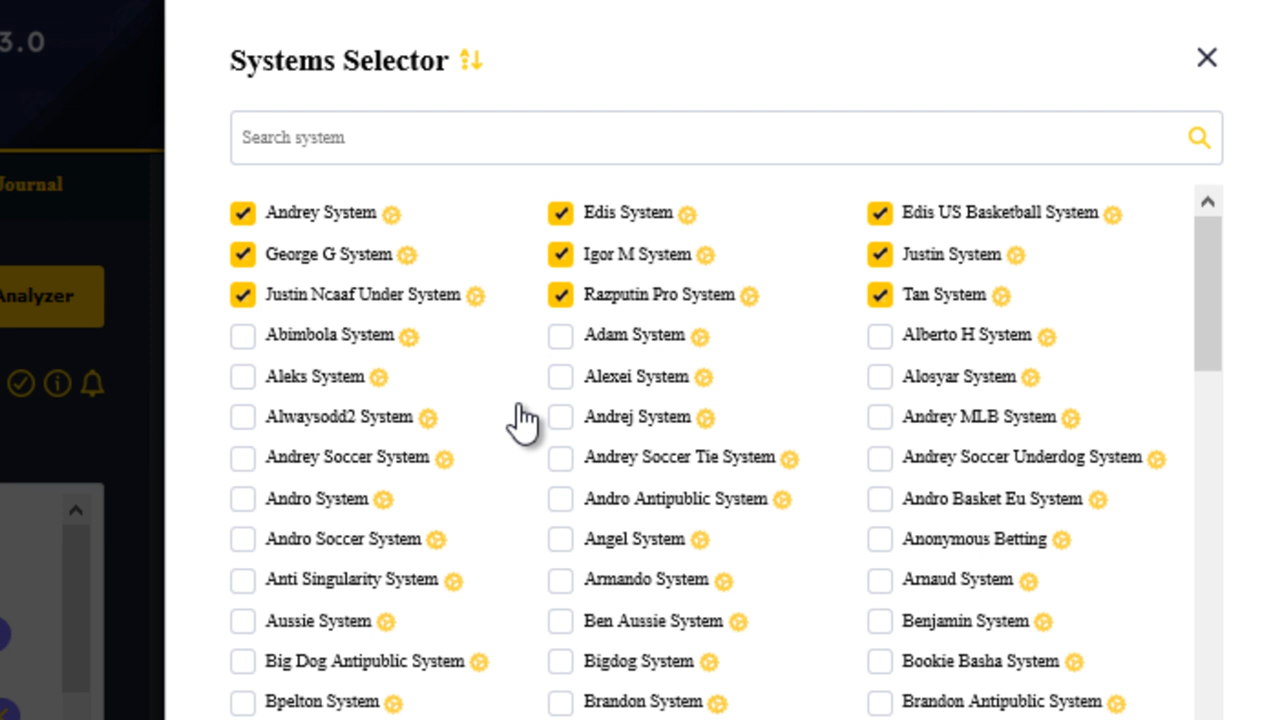 3.0
Systems Selector
Search system
Journal
Andrey System Edis System Edis US Basketball System
George G System Igor M System Justin System
Analyzer
Justin Ncaaf Under System Razputin Pro System Tan System
Abimbola System Adam System Alberto H System
Aleks System Alexei System Alosyar System
Alwaysodd2 System Andrej System Andrey MLB System
Andrey Soccer System Andrey Soccer Tie System Andrey Soccer Underdog System
Andro System Andro Antipublic System Andro Basket Eu System
Andro Soccer System Angel System Anonymous Betting
Anti Singularity System Armando System Arnaud System
Aussie System Ben Aussie System Benjamin System
Big Dog Antipublic System Bigdog System Bookie Basha System
Bpelton System Brandon System Brandon Antipublic System